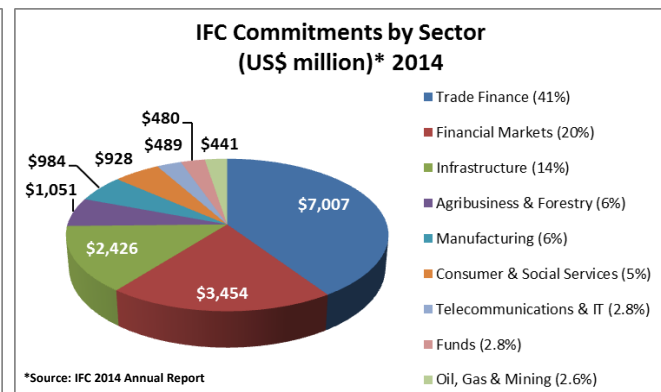 IFC Commitments by Sector
(US$ million)* 2014
$480
$489
$441
$984
$928
$1,051
$7,007
$2,426
$3,454
Trade Finance (41%)
Financial Markets (20%)
Infrastructure (14%)
Agribusiness & Forestry (6%)
Manufacturing (6%)
Consumer & Social Services (5%)
Telecommunications & IT (2.8%)
Funds (2.8%)
Oil, Gas & Mining (2.6%)
*Source: IFC 2014 Annual Report